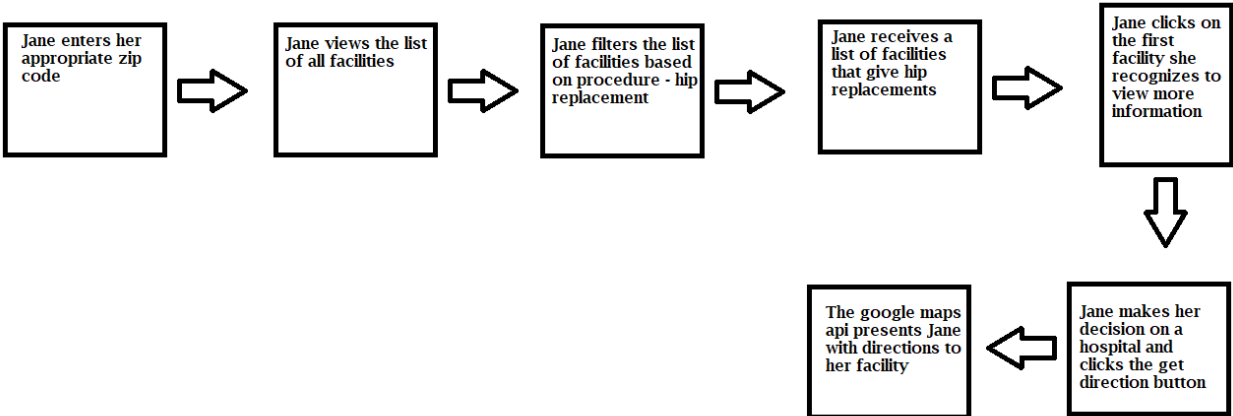 Jane enters her
appropriate zip
code
Jane views the list
of all facilities
Jane filters the list
of facilities based
on procedure - hip
replacement
Jane receives a
list of facilities
that give hip
replacements
Jane clicks on
the first
facility she
recognizes to
view more
information
Jane makes her
decision on a
hospital and
clicks the get
direction button
The google maps
api presents Jane
with directions to
her facility